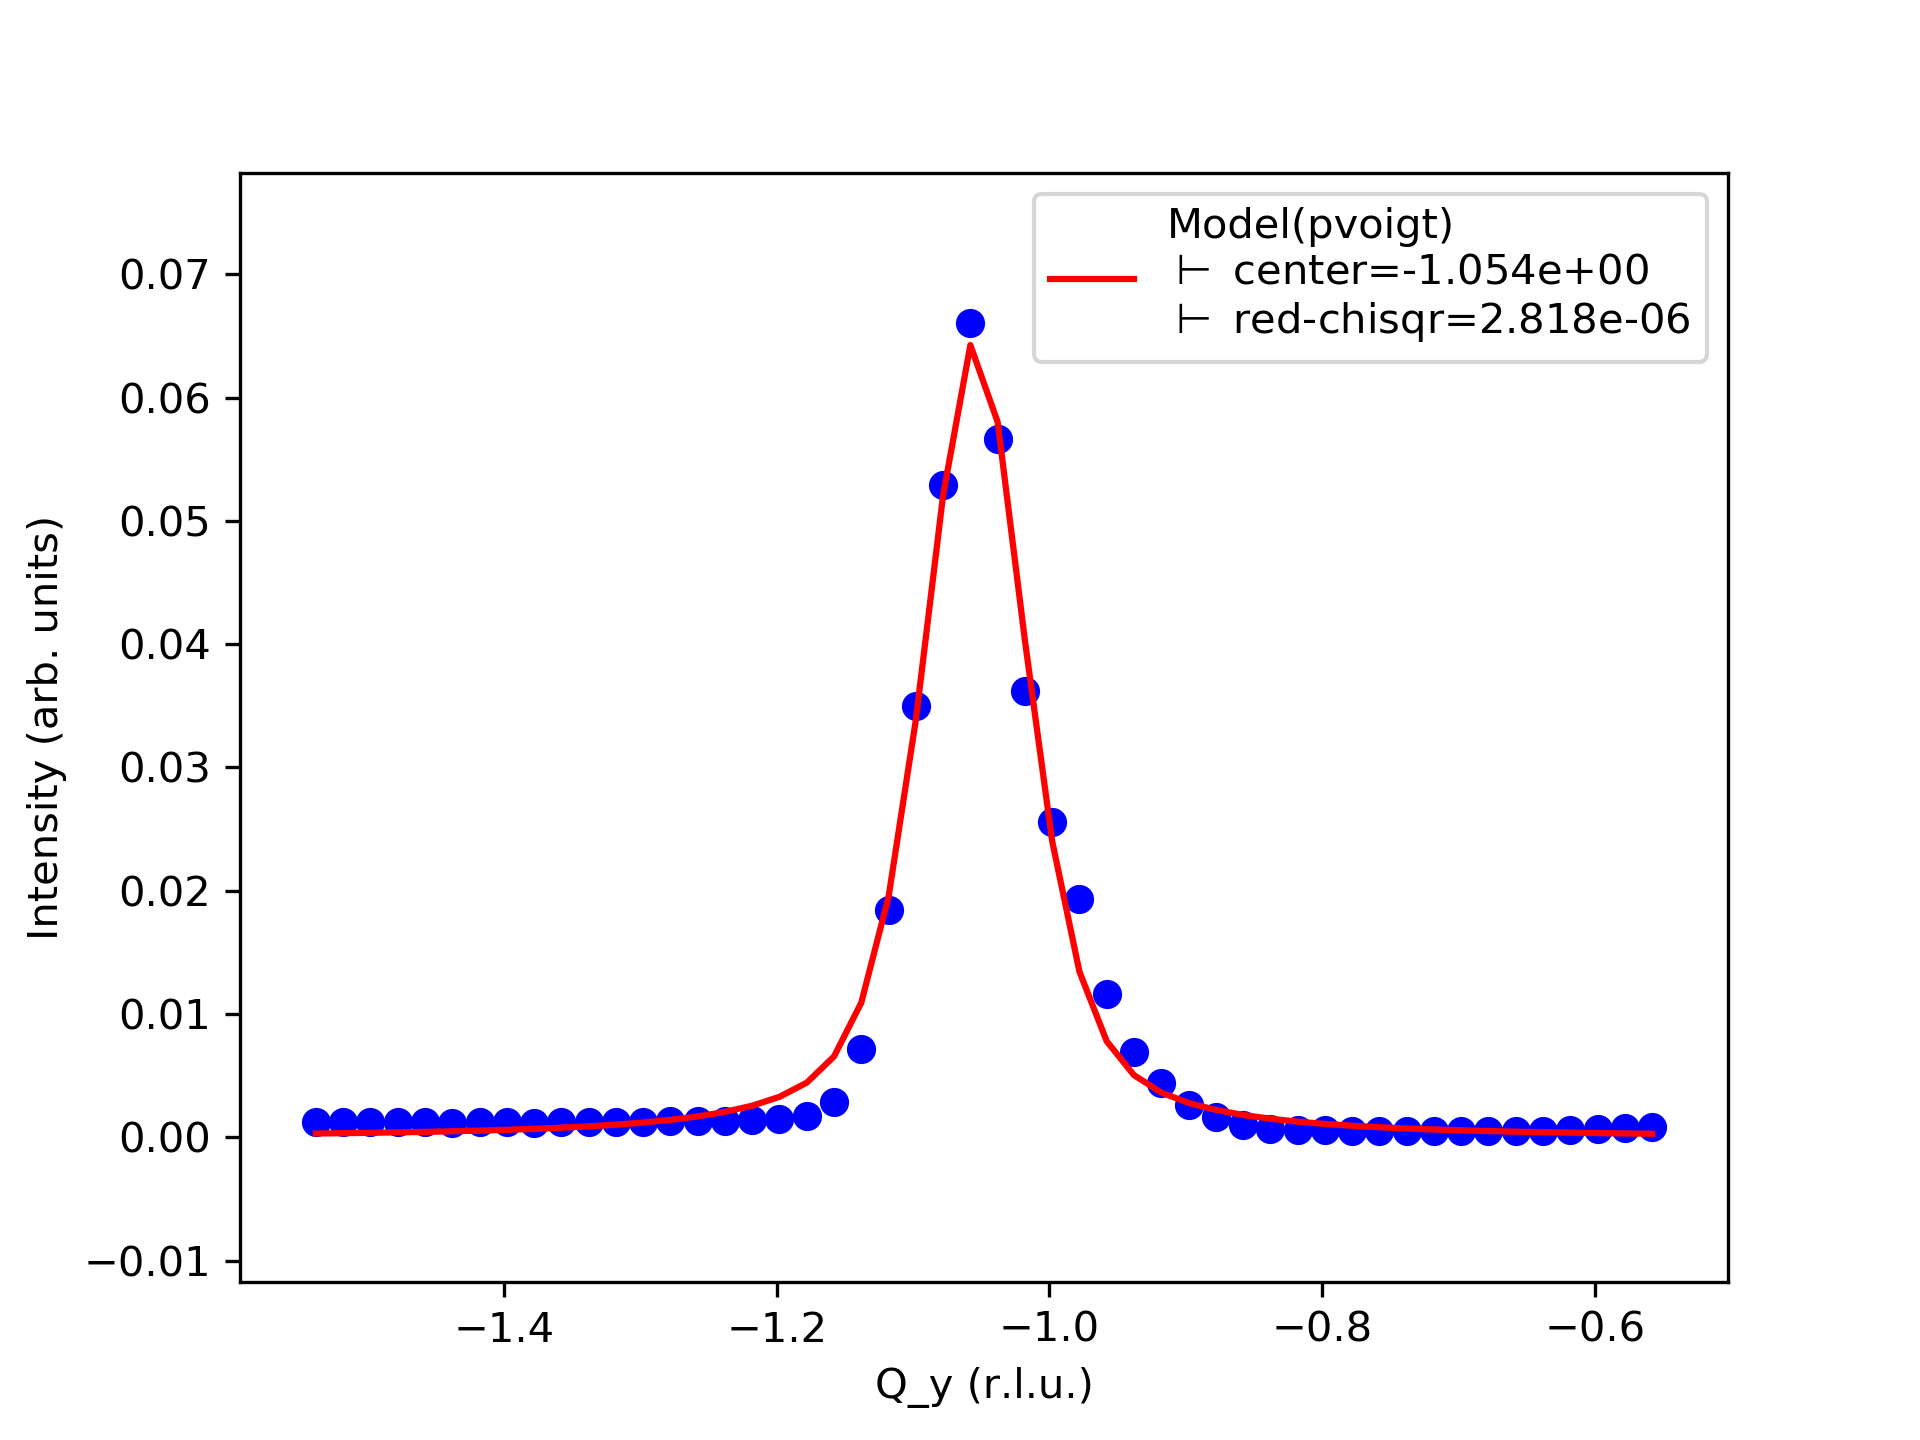 Model(pvoigt)
⊢ center=-1.054e+00
⊢ red-chisqr=2.818e-06
0.07
0.06
0.05
0.04
0.03
0.02
0.01
0.00
−0.01
Intensity (arb. units)
−1.4 −1.2 −1.0 −0.8 −0.6
Q_y (r.l.u.)